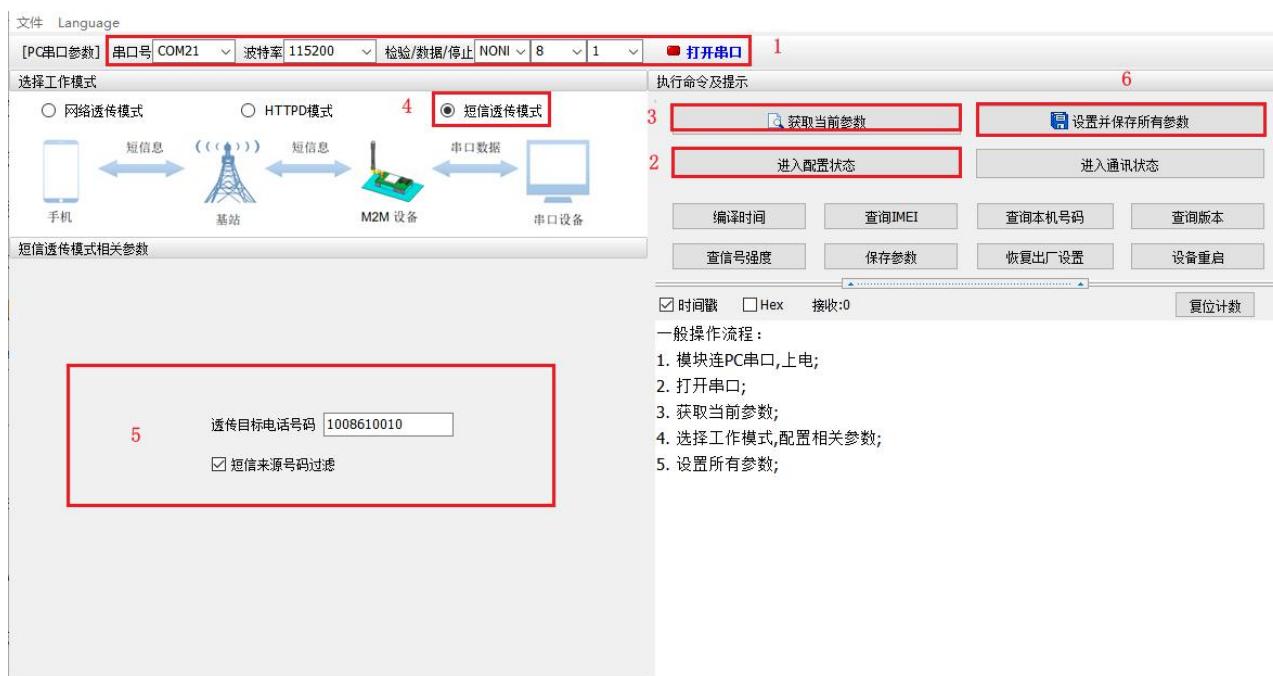 文件 Language
[PC串口参数] 串口号 COM21 波特率 115200 检验/数据/停止 NONI 8 1 打开串口 1
选择工作模式
网络透传模式 HTTPD模式 4 短信透传模式
短信息 短信息 串口数据
手机 基站 M2M 设备 串口设备
短信透传模式相关参数
5
透传目标电话号码 1008610010
短信来源号码过滤
执行命令及提示 6
3 获取当前参数 设置并保存所有参数
2 进入配置状态 进入通讯状态
编译时间 查询IMEI 查询本机号码 查询版本
查信号强度 保存参数 恢复出厂设置 设备重启
时间戳 Hex 接收:0 复位计数
一般操作流程:
1. 模块连PC串口,上电;
2. 打开串口;
3. 获取当前参数;
4. 选择工作模式,配置相关参数;
5. 设置所有参数;